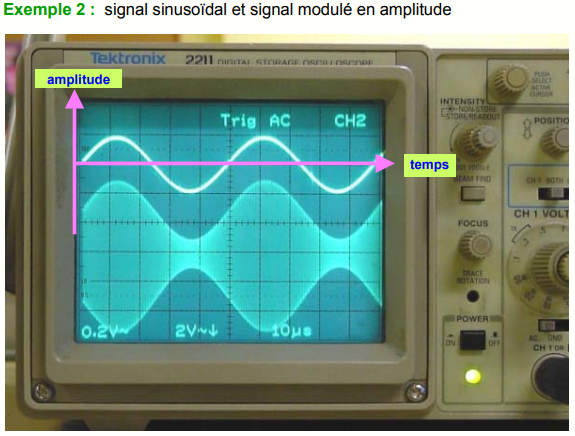 Exemple 2 : signal sinusoïdal et signal modulé en amplitude
Tektronix 2211 DIGITAL STORAGE OSCILLOSCOPE
amplitude
Trig AC CH2
temps
0.2V~ 2V~↓ 10µs
INTENSITY
NON-STORE
STORE/READOUT
BEAM FIND
FOCUS
TRACE
ROTATION
POWER
ON OFF
PUSH
SELECT
ACTIVE
CURSOR
POSITIO
CH 1 BOTH
CH 1 VOLT
AC GND
CH 1 OR